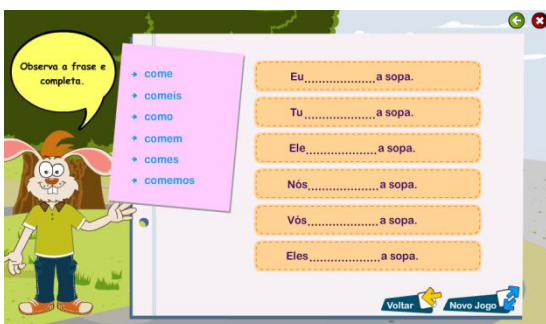 Observa a frase e
completa.
come
comeis
como
comem
comes
comemos
Eu....................a sopa.
Tu....................a sopa.
Ele....................a sopa.
Nós....................a sopa.
Vós....................a sopa.
Eles....................a sopa.
Voltar
Novo Jogo